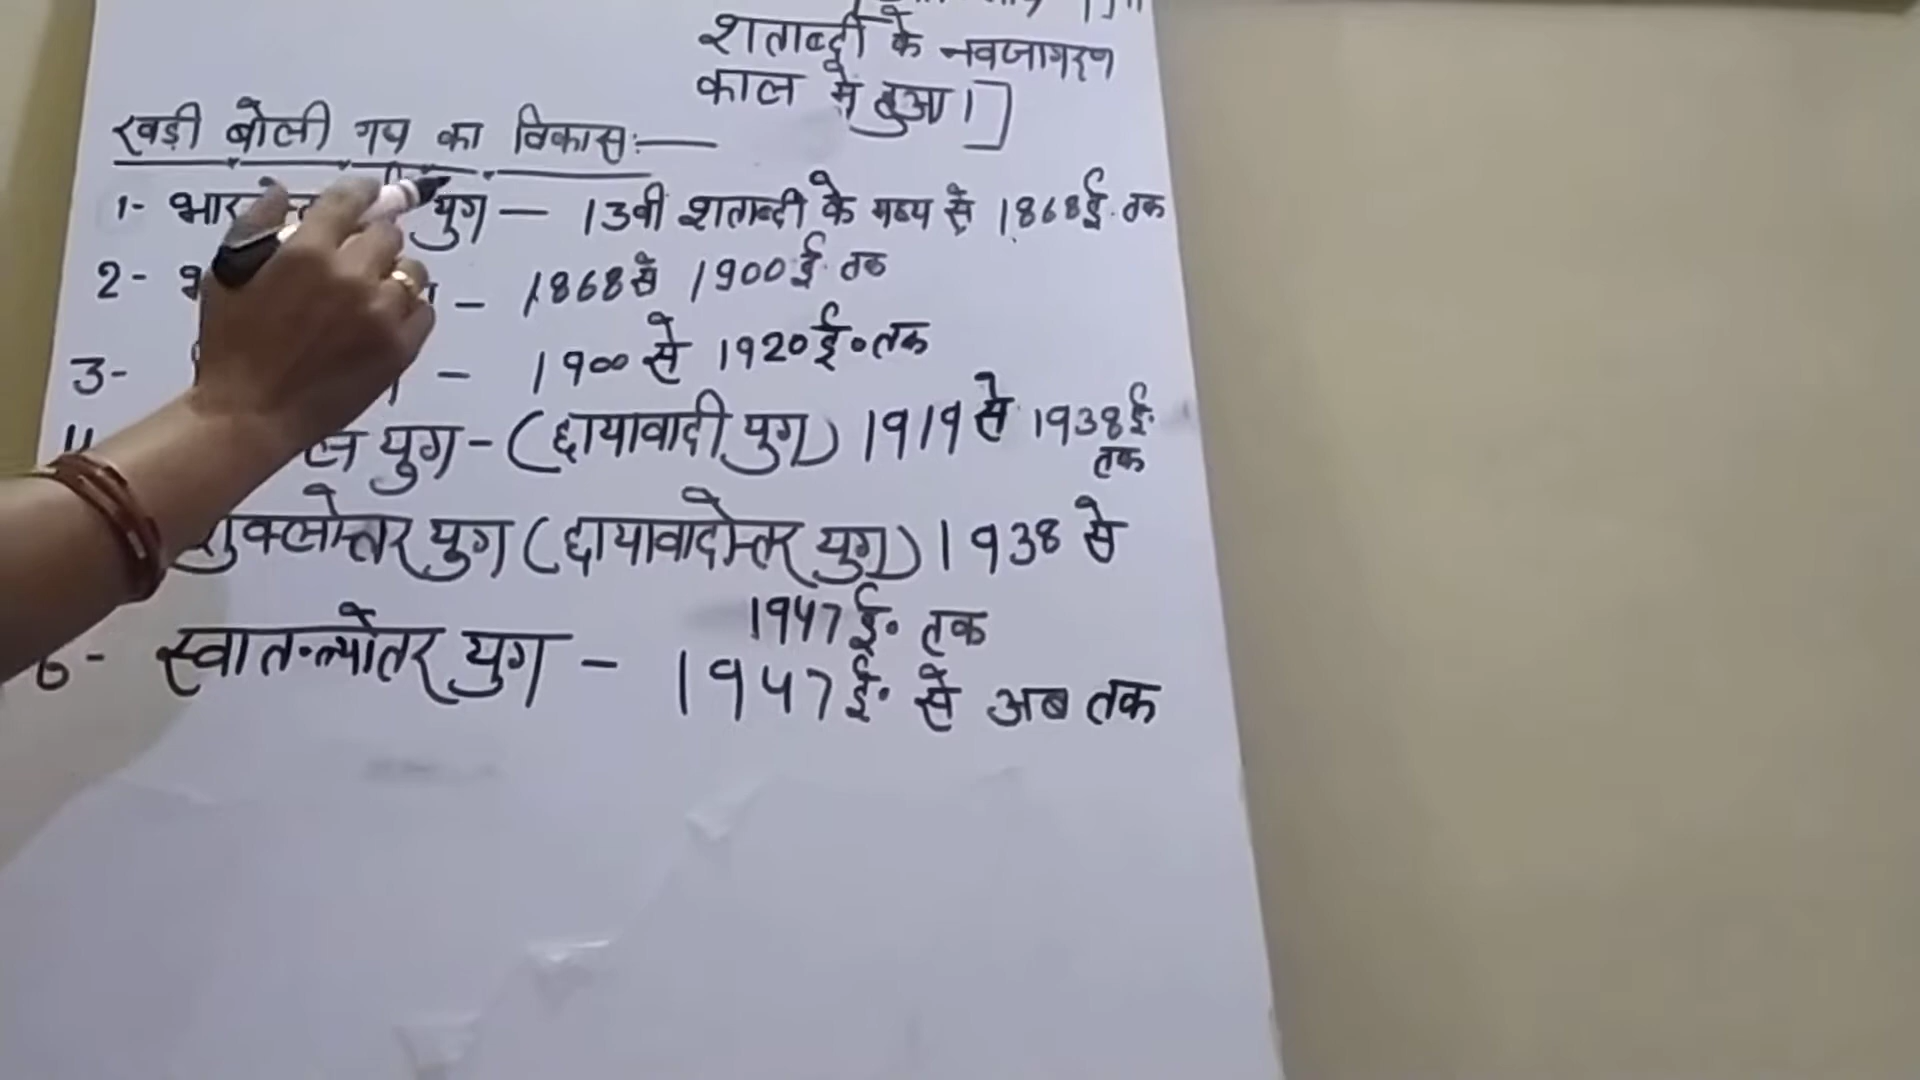 शताब्दी के नवजागरण
काल मे हुआ।]
खड़ी बोली गद्य का विकास:—
1- युग — 13वी शताब्दी के मध्य से 1868ई. तक
2- — 1868 से 1900ई. तक
3- — 1900 से 1920ई. तक
युग - (छायावादी युग) 1919 से 1938ई.
तक
शुक्लोत्तर युग (छायावादोत्तर युग) 1938 से
1947ई. तक
6- स्वातन्त्र्योतर युग — 1947ई. से अब तक